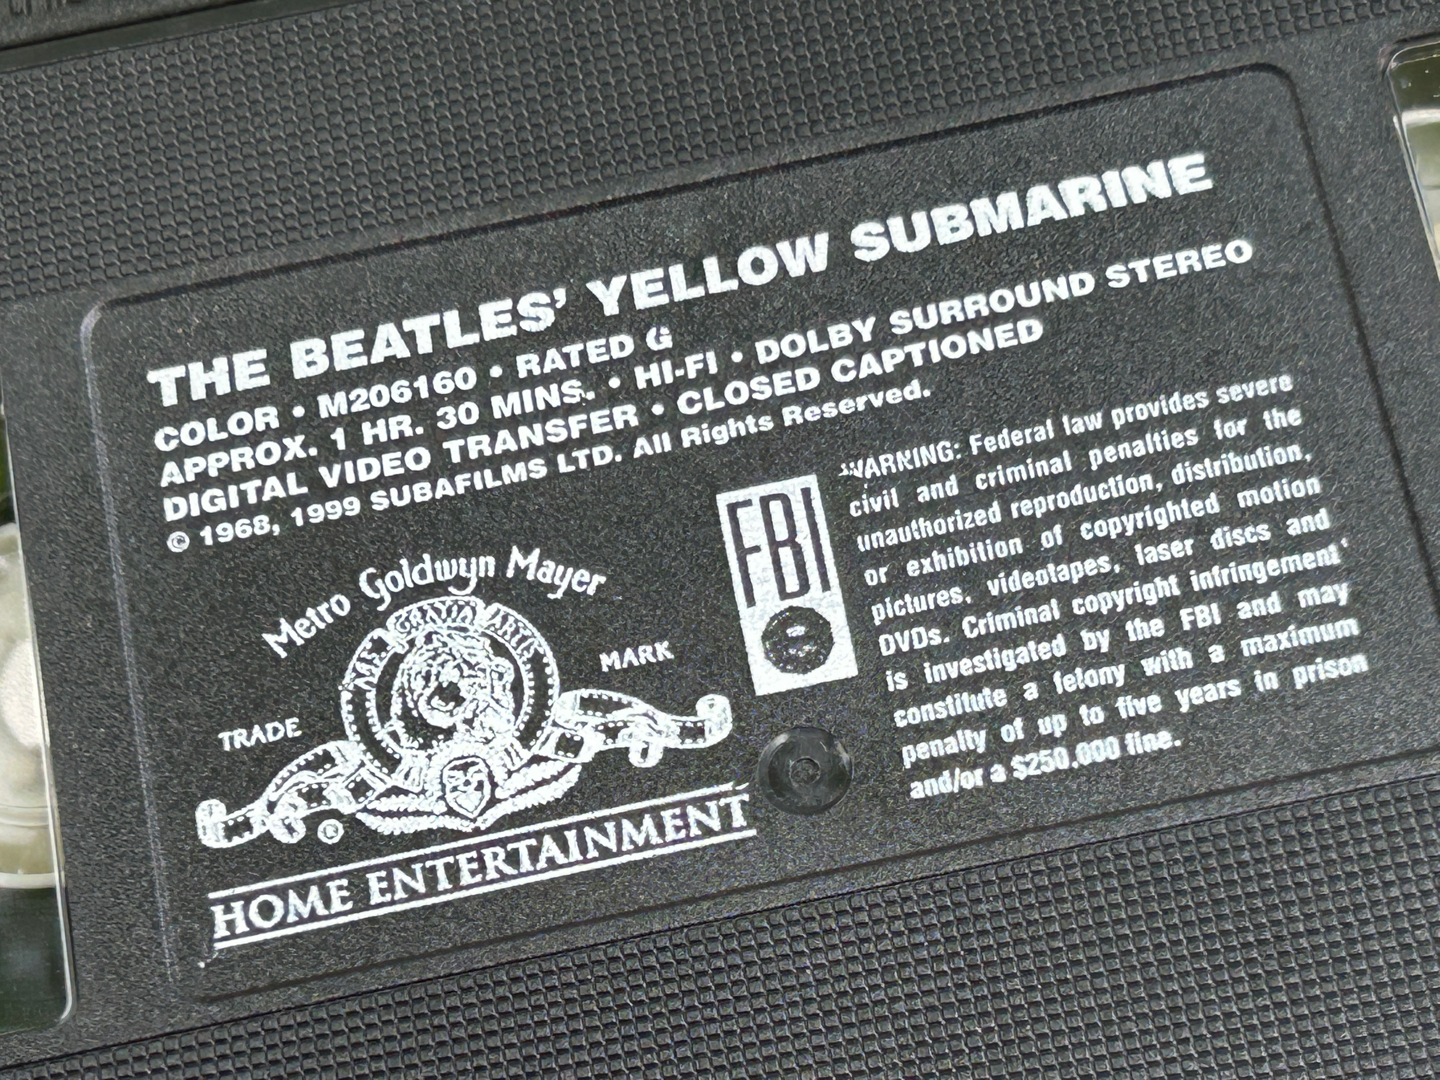 THE BEATLES' YELLOW SUBMARINE
COLOR • M206160 • RATED G
APPROX. 1 HR. 30 MINS. • HI-FI • DOLBY SURROUND STEREO
DIGITAL VIDEO TRANSFER • CLOSED CAPTIONED
© 1968, 1999 SUBAFILMS LTD. All Rights Reserved.
Metro Goldwyn Mayer
ARS GRATIA ARTIS
TRADE MARK
®
HOME ENTERTAINMENT
FBI
WARNING: Federal law provides severe
civil and criminal penalties for the
unauthorized reproduction, distribution,
or exhibition of copyrighted motion
pictures, videotapes, laser discs and
DVDs. Criminal copyright infringement
is investigated by the FBI and may
constitute a felony with a maximum
penalty of up to five years in prison
and/or a $250,000 fine.